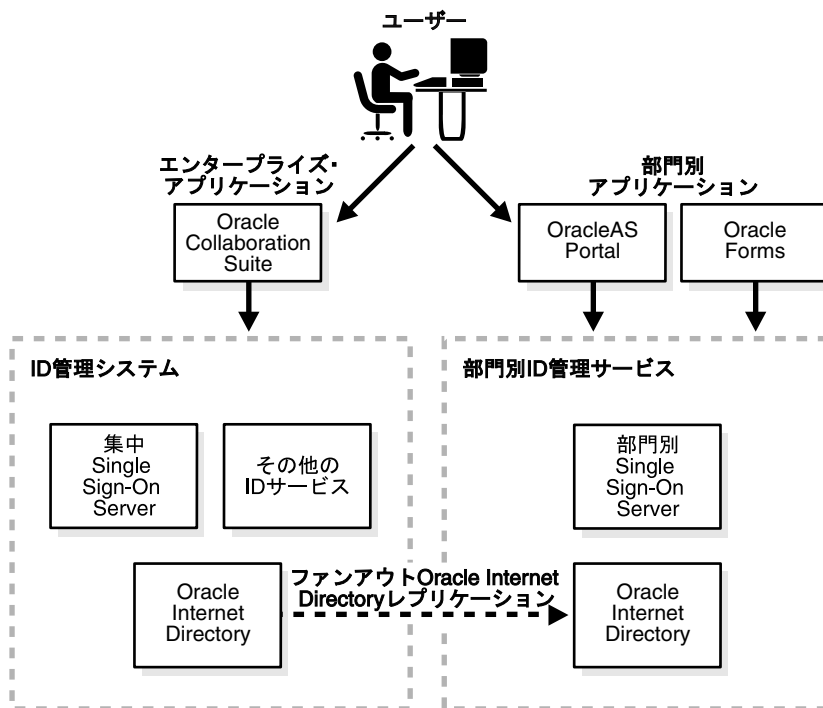 ユーザー
エンタープライズ・
アプリケーション
部門別
アプリケーション
Oracle
Collaboration
Suite
OracleAS
Portal
Oracle
Forms
ID管理システム
集中
Single
Sign-On
Server
その他の
IDサービス
Oracle
Internet
Directory
ファンアウトOracle Internet
Directoryレプリケーション
部門別ID管理サービス
部門別
Single
Sign-On
Server
Oracle
Internet
Directory